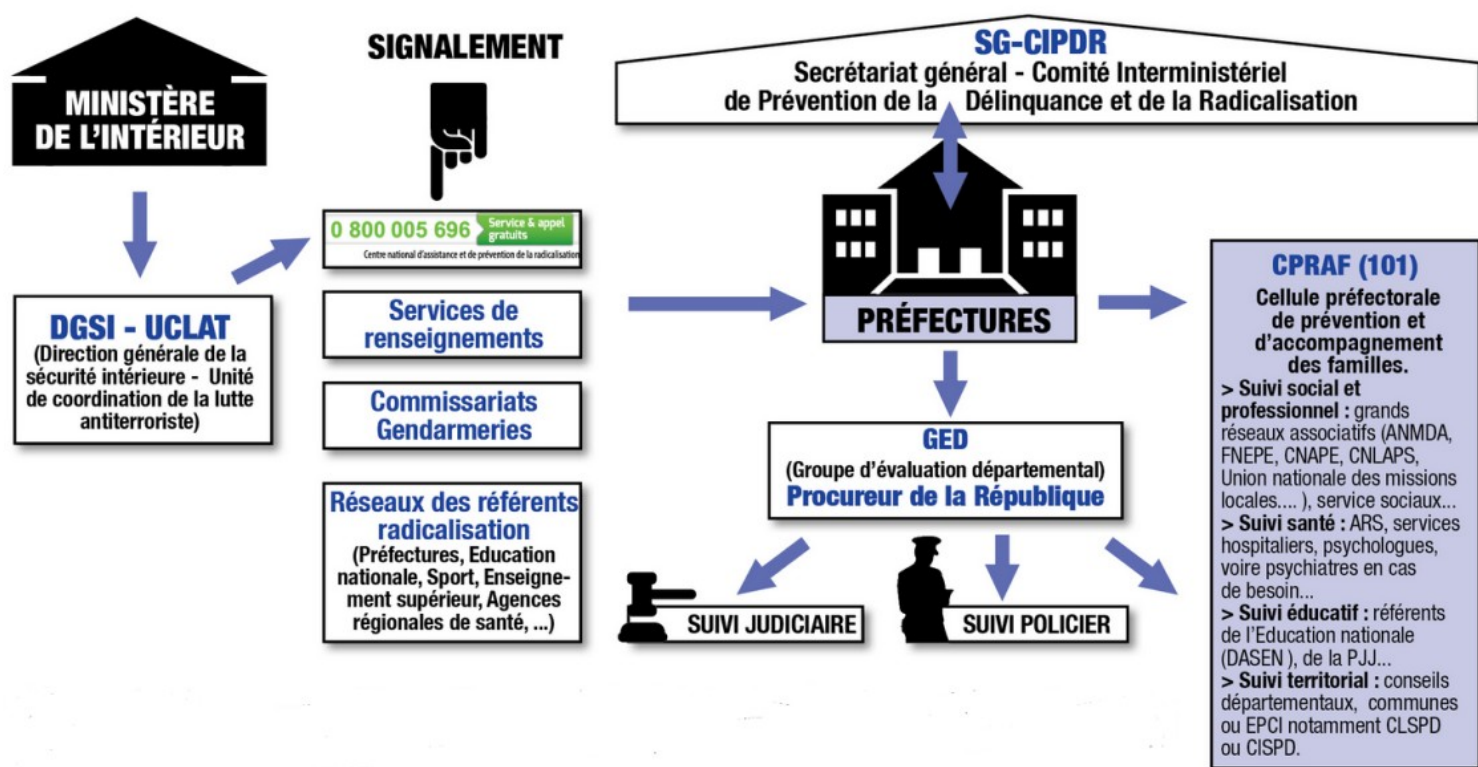 MINISTÈRE
DE L'INTÉRIEUR
DGSI - UCLAT
(Direction générale de la
sécurité intérieure - Unité
de coordination de la lutte
antiterroriste)
SIGNALEMENT
0 800 005 696
Service & appel
gratuits
Centre national d'assistance et de prévention de la radicalisation
Services de
renseignements
Commissariats
Gendarmeries
Réseaux des référents
radicalisation
(Préfectures, Education
nationale, Sport, Enseigne-
ment supérieur, Agences
régionales de santé, ...)
SG-CIPDR
Secrétariat général - Comité Interministériel
de Prévention de la Délinquance et de la Radicalisation
PRÉFECTURES
GED
(Groupe d'évaluation départemental)
Procureur de la République
SUIVI JUDICIAIRE
SUIVI POLICIER
CPRAF (101)
Cellule préfectorale
de prévention et
d'accompagnement
des familles.
> Suivi social et
professionnel : grands
réseaux associatifs (ANMDA,
FNEPE, CNAPE, CNLAPS,
Union nationale des missions
locales.... ), service sociaux...
> Suivi santé : ARS, services
hospitaliers, psychologues,
voire psychiatres en cas
de besoin...
> Suivi éducatif : référents
de l'Education nationale
(DASEN ), de la PJJ...
> Suivi territorial : conseils
départementaux, communes
ou EPCI notamment CLSPD
ou CISPD.